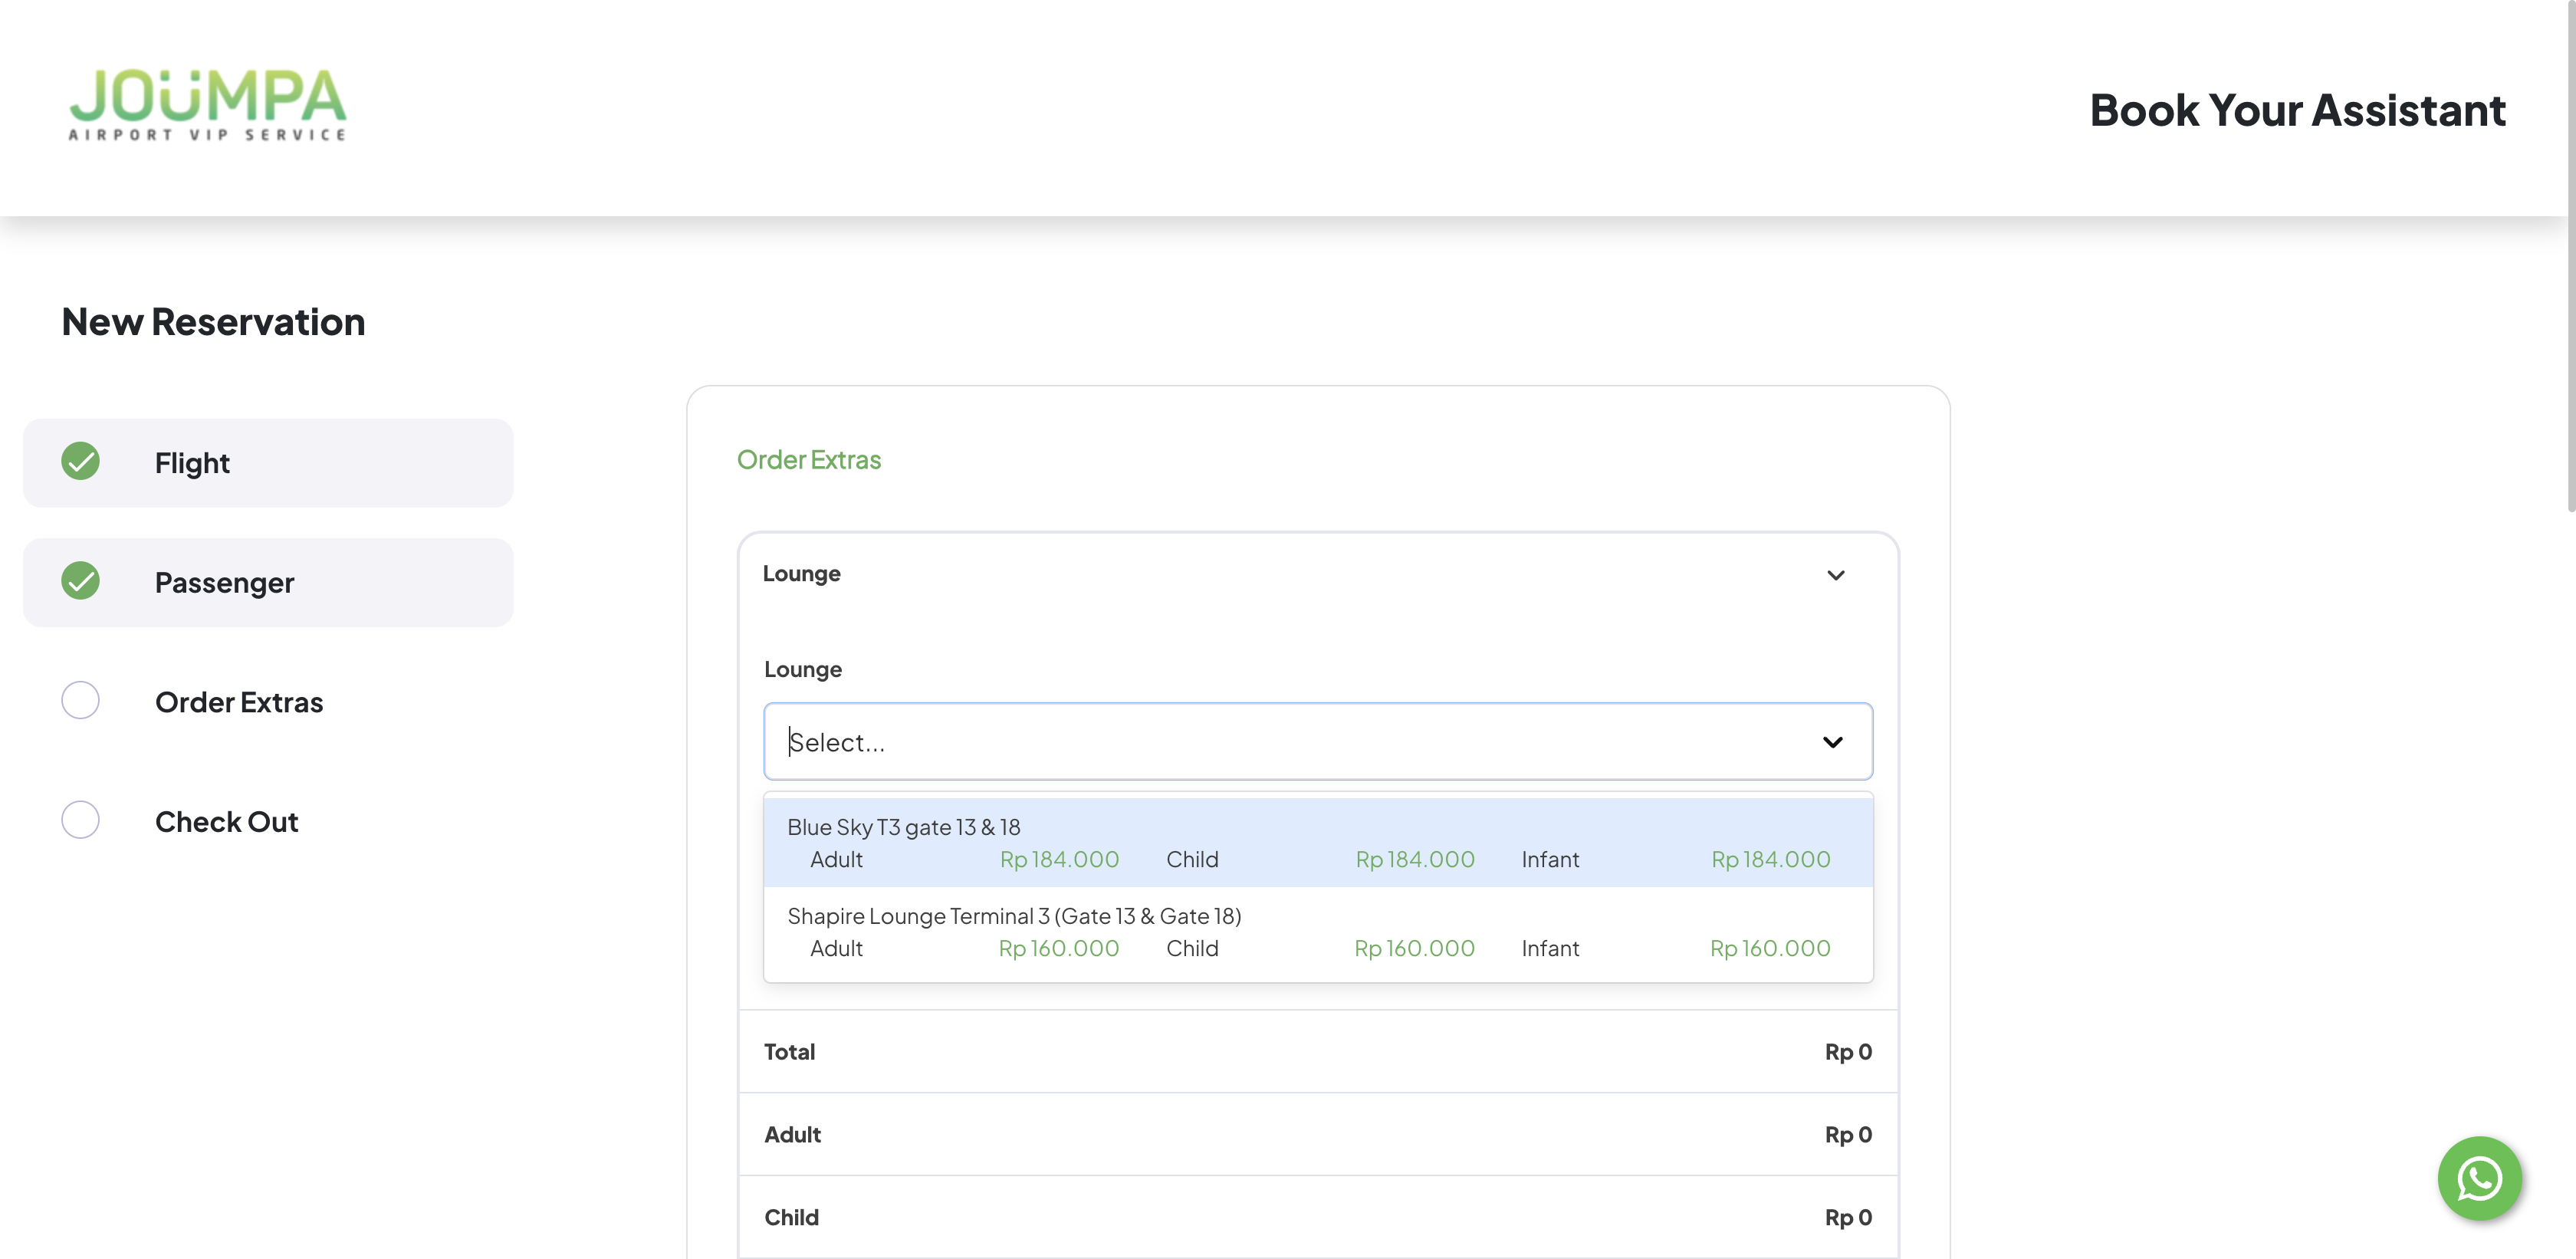 JOÜMPA
AIRPORT VIP SERVICE
Book Your Assistant
New Reservation
Flight
Passenger
Order Extras
Check Out
Order Extras
Lounge
Lounge
Select...
Blue Sky T3 gate 13 & 18
Adult Rp 184.000 Child Rp 184.000 Infant Rp 184.000
Shapire Lounge Terminal 3 (Gate 13 & Gate 18)
Adult Rp 160.000 Child Rp 160.000 Infant Rp 160.000
Total Rp 0
Adult Rp 0
Child Rp 0